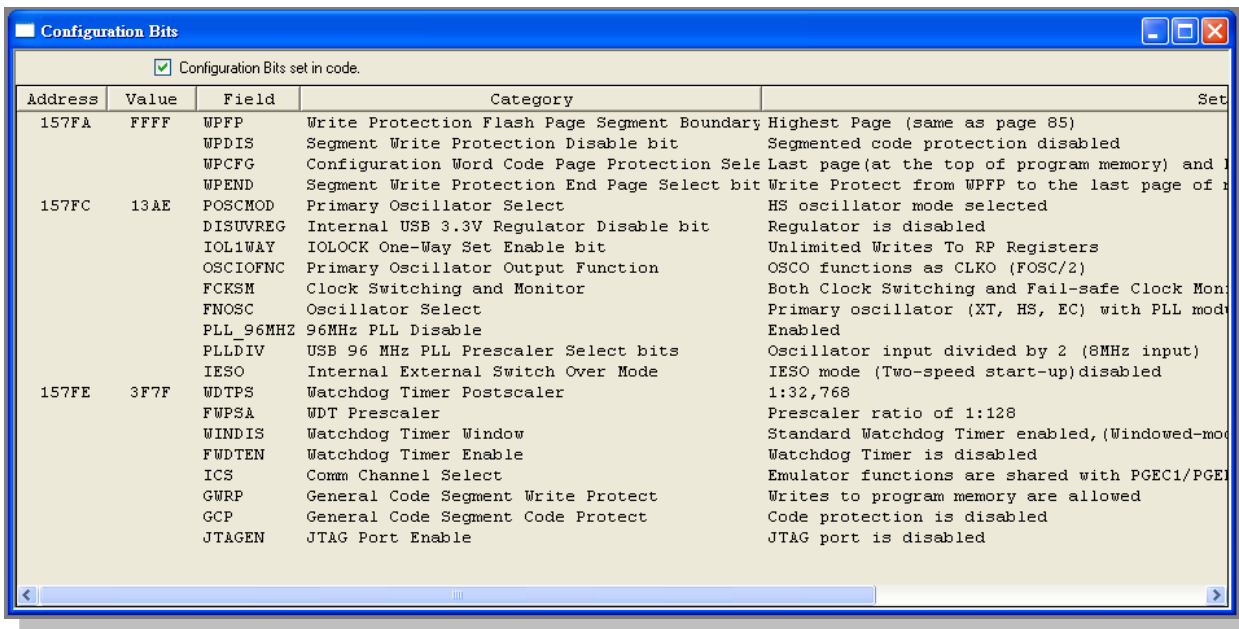 Configuration Bits
Configuration Bits set in code.
Address Value Field Category Set
157FA FFFF WPFP Write Protection Flash Page Segment Boundary Highest Page (same as page 85)
WPDIS Segment Write Protection Disable bit Segmented code protection disabled
WPCFG Configuration Word Code Page Protection Sele Last page(at the top of program memory) and
WPEND Segment Write Protection End Page Select bit Write Protect from WPFP to the last page of
157FC 13AE POSCMOD Primary Oscillator Select HS oscillator mode selected
DISUVREG Internal USB 3.3V Regulator Disable bit Regulator is disabled
IOL1WAY IOLOCK One-Way Set Enable bit Unlimited Writes To RP Registers
OSCIOFNC Primary Oscillator Output Function OSCO functions as CLKO (FOSC/2)
FCKSM Clock Switching and Monitor Both Clock Switching and Fail-safe Clock Mon
FNOSC Oscillator Select Primary oscillator (XT, HS, EC) with PLL mod
PLL_96MHZ 96MHz PLL Disable Enabled
PLLDIV USB 96 MHz PLL Prescaler Select bits Oscillator input divided by 2 (8MHz input)
IESO Internal External Switch Over Mode IESO mode (Two-speed start-up)disabled
157FE 3F7F WDTPS Watchdog Timer Postscaler 1:32,768
FWPSA WDT Prescaler Prescaler ratio of 1:128
WINDIS Watchdog Timer Window Standard Watchdog Timer enabled,(Windowed-mod
FWDTEN Watchdog Timer Enable Watchdog Timer is disabled
ICS Comm Channel Select Emulator functions are shared with PGEC1/PGE
GWRP General Code Segment Write Protect Writes to program memory are allowed
GCP General Code Segment Code Protect Code protection is disabled
JTAGEN JTAG Port Enable JTAG port is disabled